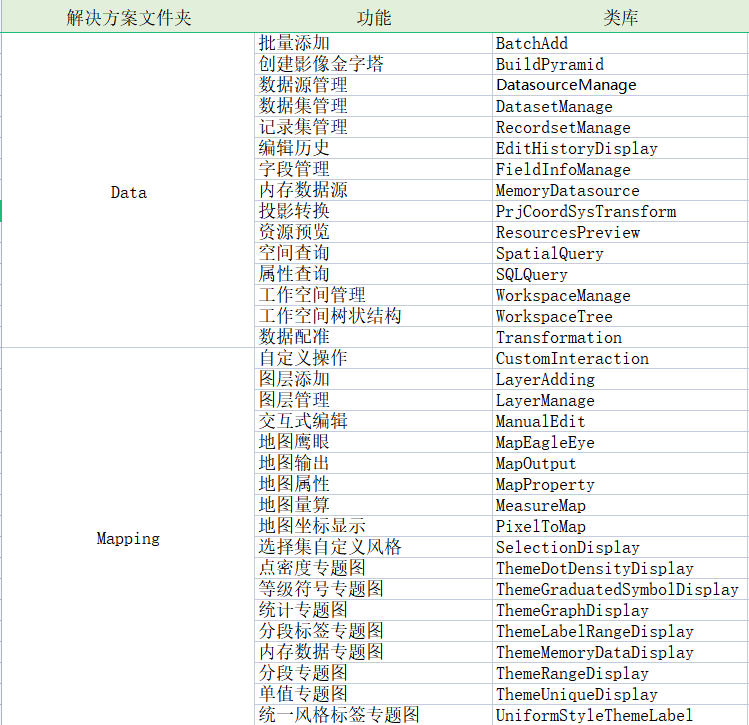 解决方案文件夹 功能 类库
批量添加 BatchAdd
创建影像金字塔 BuildPyramid
数据源管理 DatasourceManage
数据集管理 DatasetManage
记录集管理 RecordsetManage
编辑历史 EditHistoryDisplay
字段管理 FieldInfoManage
Data 内存数据源 MemoryDatasource
投影转换 PrjCoordSysTransform
资源预览 ResourcesPreview
空间查询 SpatialQuery
属性查询 SQLQuery
工作空间管理 WorkspaceManage
工作空间树状结构 WorkspaceTree
数据配准 Transformation
自定义操作 CustomInteraction
图层添加 LayerAdding
图层管理 LayerManage
交互式编辑 ManualEdit
地图鹰眼 MapEagleEye
地图输出 MapOutput
地图属性 MapProperty
地图量算 MeasureMap
地图坐标显示 PixelToMap
Mapping 选择集自定义风格 SelectionDisplay
点密度专题图 ThemeDotDensityDisplay
等级符号专题图 ThemeGraduatedSymbolDisplay
统计专题图 ThemeGraphDisplay
分段标签专题图 ThemeLabelRangeDisplay
内存数据专题图 ThemeMemoryDataDisplay
分段专题图 ThemeRangeDisplay
单值专题图 ThemeUniqueDisplay
统一风格标签专题图 UniformStyleThemeLabel